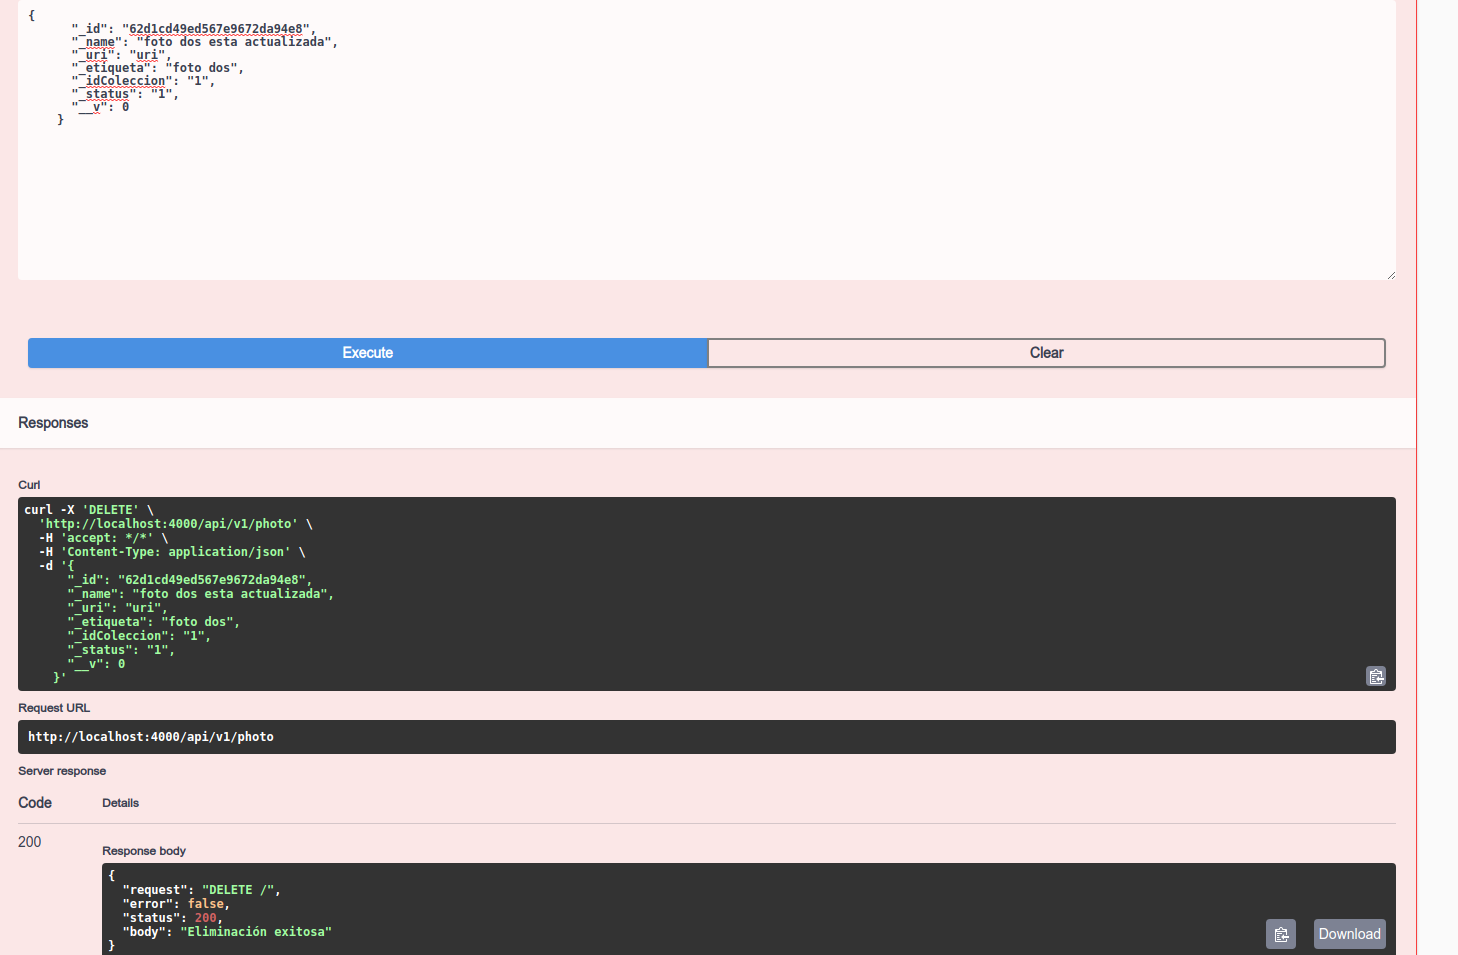 {
"_id": "62d1cd49ed567e9672da94e8",
"_name": "foto dos esta actualizada",
"_uri": "uri",
"_etiqueta": "foto dos",
"_idColeccion": "1",
"_status": "1",
"__v": 0
}
Execute
Clear
Responses
Curl
curl -X 'DELETE' \
'http://localhost:4000/api/v1/photo' \
-H 'accept: */*' \
-H 'Content-Type: application/json' \
-d '{
"_id": "62d1cd49ed567e9672da94e8",
"_name": "foto dos esta actualizada",
"_uri": "uri",
"_etiqueta": "foto dos",
"_idColeccion": "1",
"_status": "1",
"__v": 0
}'
Request URL
http://localhost:4000/api/v1/photo
Server response
Code Details
200
Response body
{
"request": "DELETE /",
"error": false,
"status": 200,
"body": "Eliminación exitosa"
}
Download